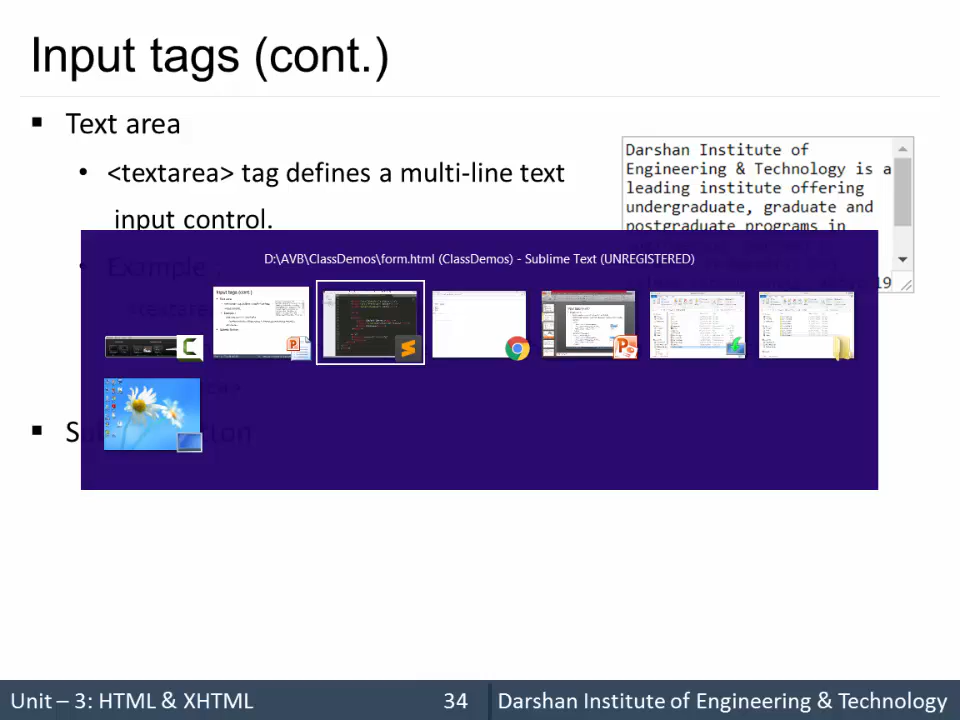 Input tags (cont.)
▪ Text area
• <textarea> tag defines a multi-line text
input control.
Darshan Institute of
Engineering & Technology is a
leading institute offering
undergraduate, graduate and
postgraduate programs in
19
D:\AVB\ClassDemos\form.html (ClassDemos) - Sublime Text (UNREGISTERED)
• Example :
Unit – 3: HTML & XHTML
34
Darshan Institute of Engineering & Technology